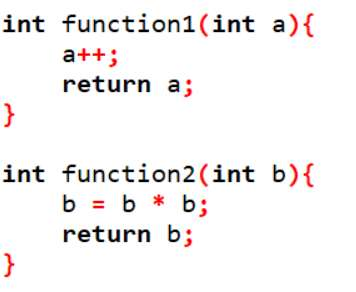 int function1(int a){
    a++;
    return a;
}

int function2(int b){
    b = b * b;
    return b;
}